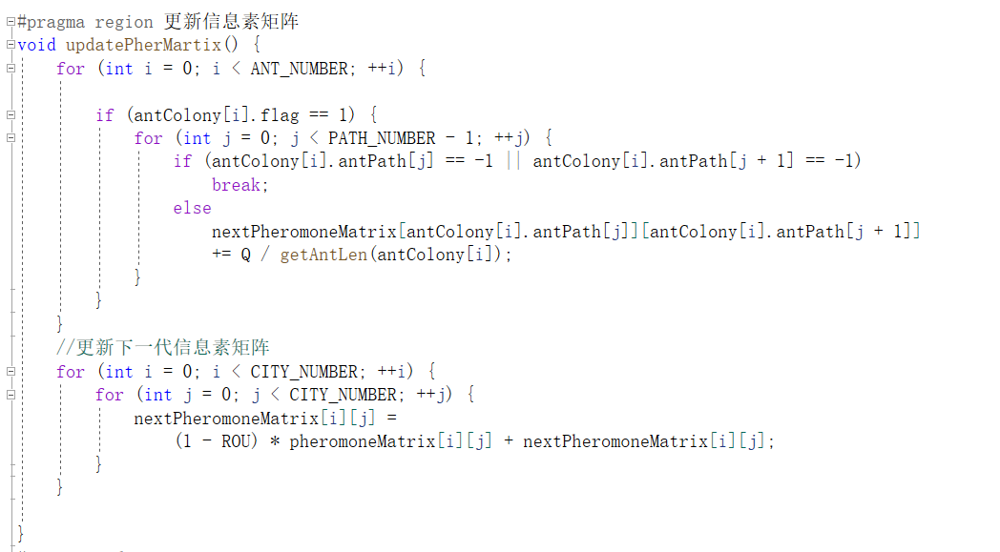 #pragma region 更新信息素矩阵
void updatePherMartix() {
for (int i = 0; i < ANT_NUMBER; ++i) {
if (antColony[i].flag == 1) {
for (int j = 0; j < PATH_NUMBER - 1; ++j) {
if (antColony[i].antPath[j] == -1 || antColony[i].antPath[j + 1] == -1)
break;
else
nextPheromoneMatrix[antColony[i].antPath[j]][antColony[i].antPath[j + 1]]
+= Q / getAntLen(antColony[i]);
}
}
}
//更新下一代信息素矩阵
for (int i = 0; i < CITY_NUMBER; ++i) {
for (int j = 0; j < CITY_NUMBER; ++j) {
nextPheromoneMatrix[i][j] =
(1 - ROU) * pheromoneMatrix[i][j] + nextPheromoneMatrix[i][j];
}
}
}